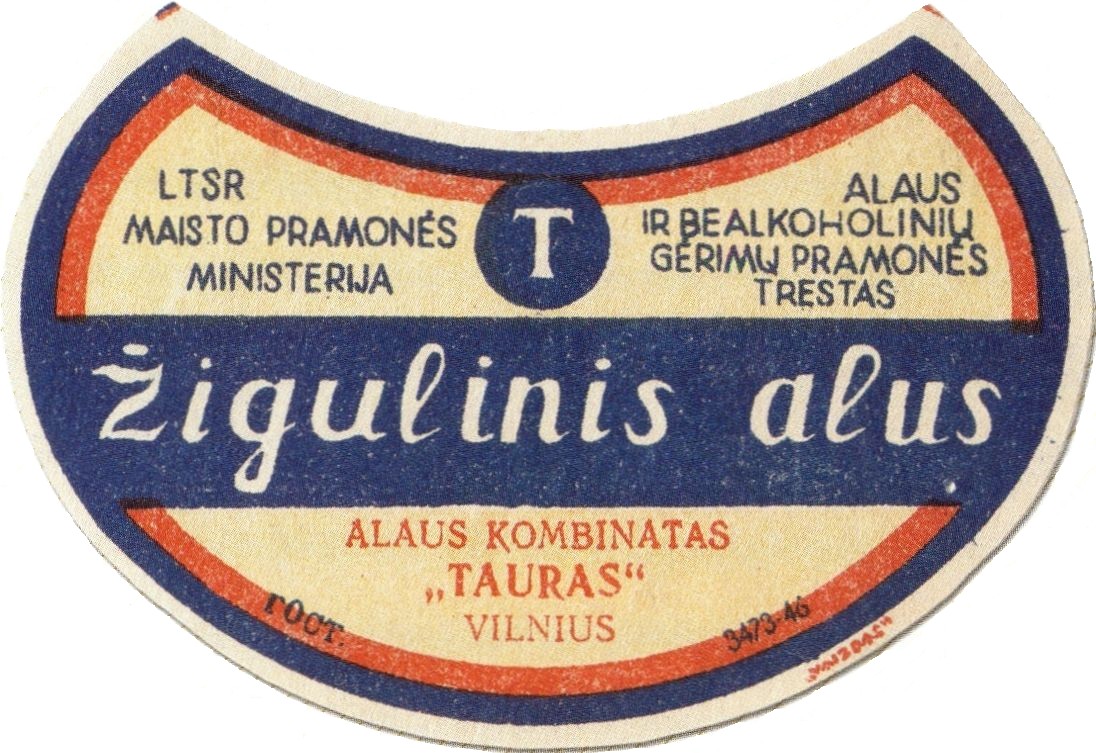 LTSR
MAISTO PRAMONĖS
MINISTERIJA
T
ALAUS
IR BEALKOHOLINIŲ
GĖRIMŲ PRAMONĖS
TRESTAS
Žigulinis alus
ALAUS KOMBINATAS
„TAURAS“
VILNIUS
ГОСТ.
3473-46